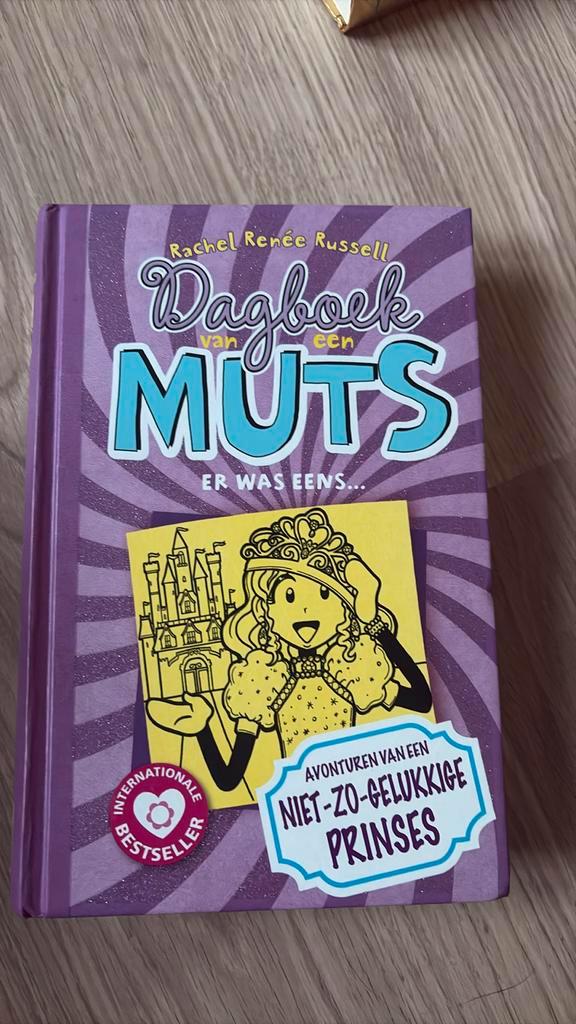 Rachel Renée Russell
Dagboek
van een
MUTS
ER WAS EENS...
INTERNATIONALE
BESTSELLER
AVONTUREN VAN EEN
NIET-ZO-GELUKKIGE
PRINSES